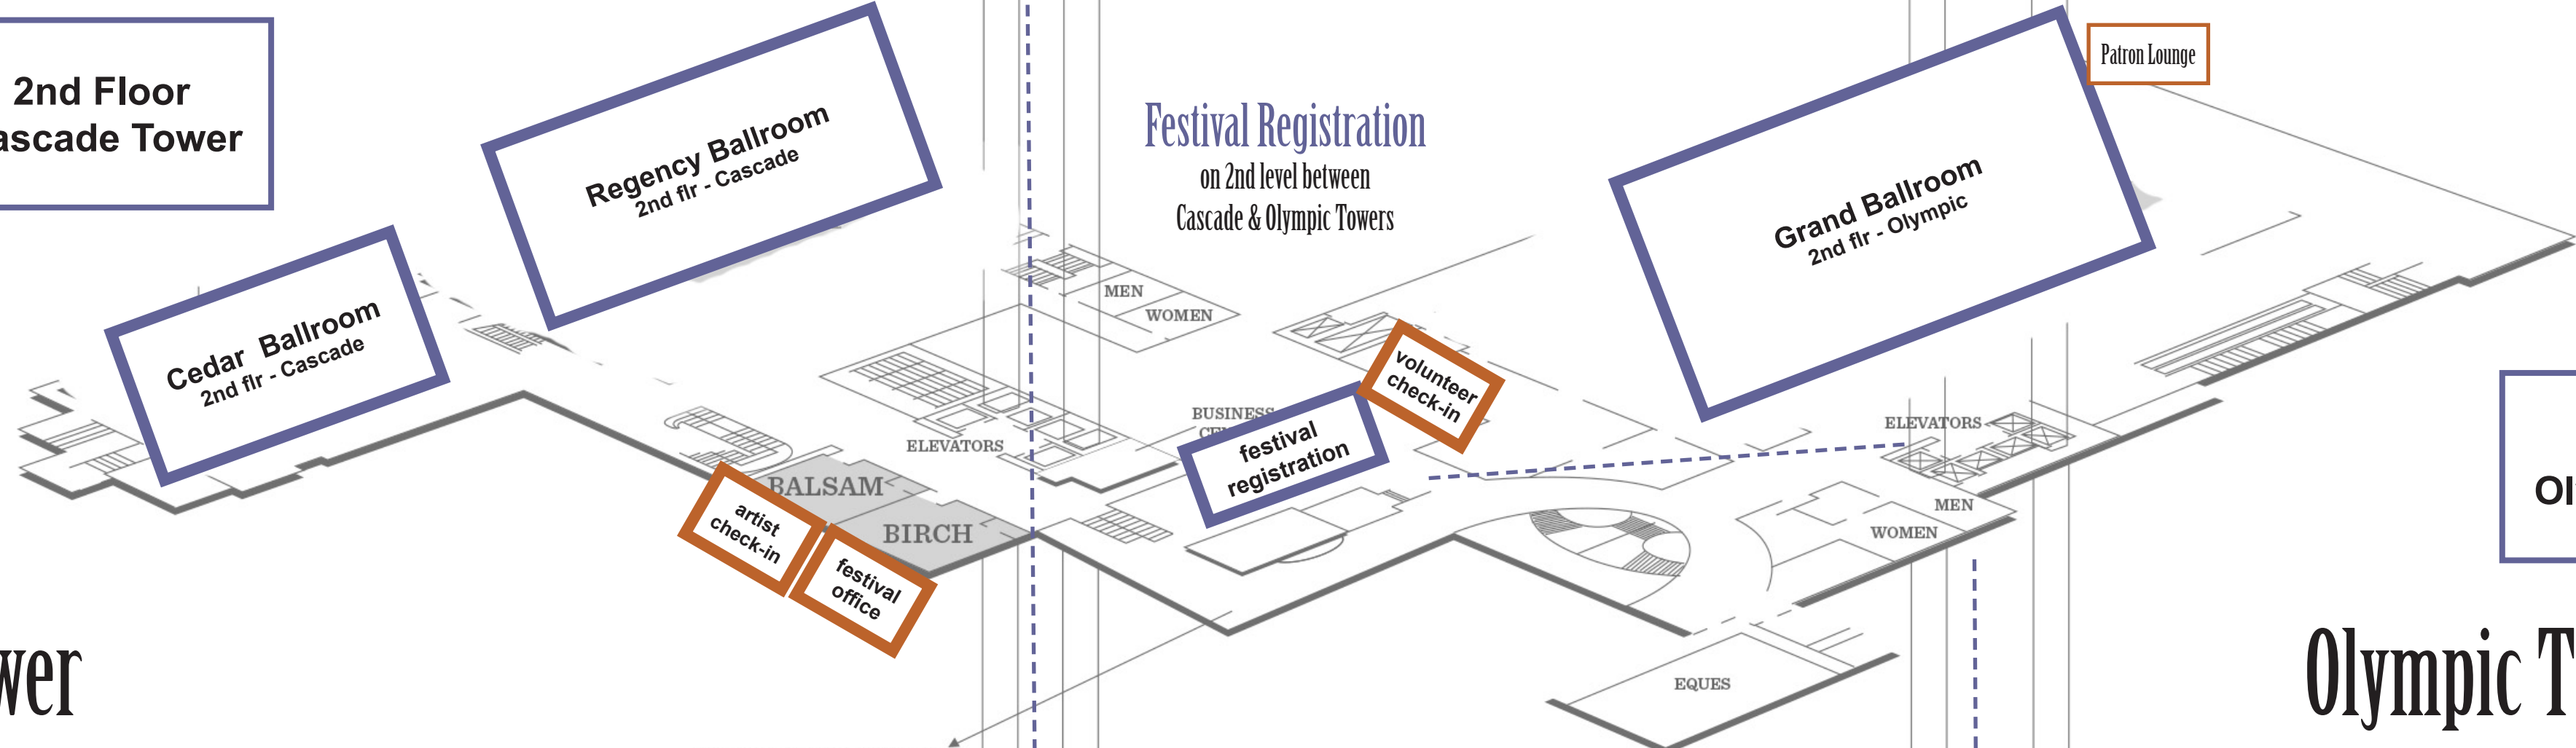 2nd Floor
ascade Tower
Regency Ballroom
2nd flr - Cascade
Cedar Ballroom
2nd flr - Cascade
Festival Registration
on 2nd level between
Cascade & Olympic Towers
Grand Ballroom
2nd flr - Olympic
Patron Lounge
MEN
WOMEN
volunteer
check-in
BUSINESS
festival
registration
ELEVATORS
BALSAM
BIRCH
artist
check-in
festival
office
ELEVATORS
MEN
WOMEN
EQUES
Ol
wer
Olympic T